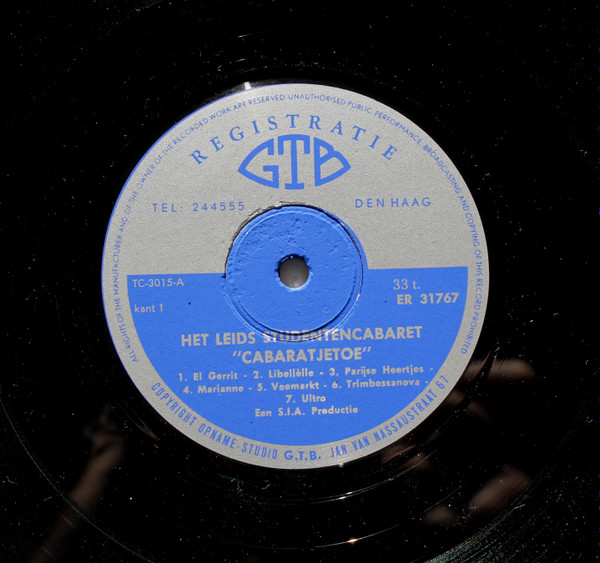 ALL RIGHTS OF THE MANUFACTURER AND OF THE OWNER OF THE RECORDED WORK ARE RESERVED. UNAUTHORISED PUBLIC PERFORMANCE, BROADCASTING AND COPYING OF THIS RECORD PROHIBITED
REGISTRATIE
GTB
TEL: 244555 DEN HAAG
TC-3015-A 33 t.
kant 1 ER 31767
HET LEIDS STUDENTENCABARET
"CABARATJETOE"
1. El Gerrit - 2. Libellèlle - 3. Parijse Heertjes -
4. Marianne - 5. Veemarkt - 6. Trimbossanova -
7. Ultro
Een S.I.A. Productie
COPYRIGHT OPNAME-STUDIO G.T.B. JAN VAN NASSAUSTRAAT 67